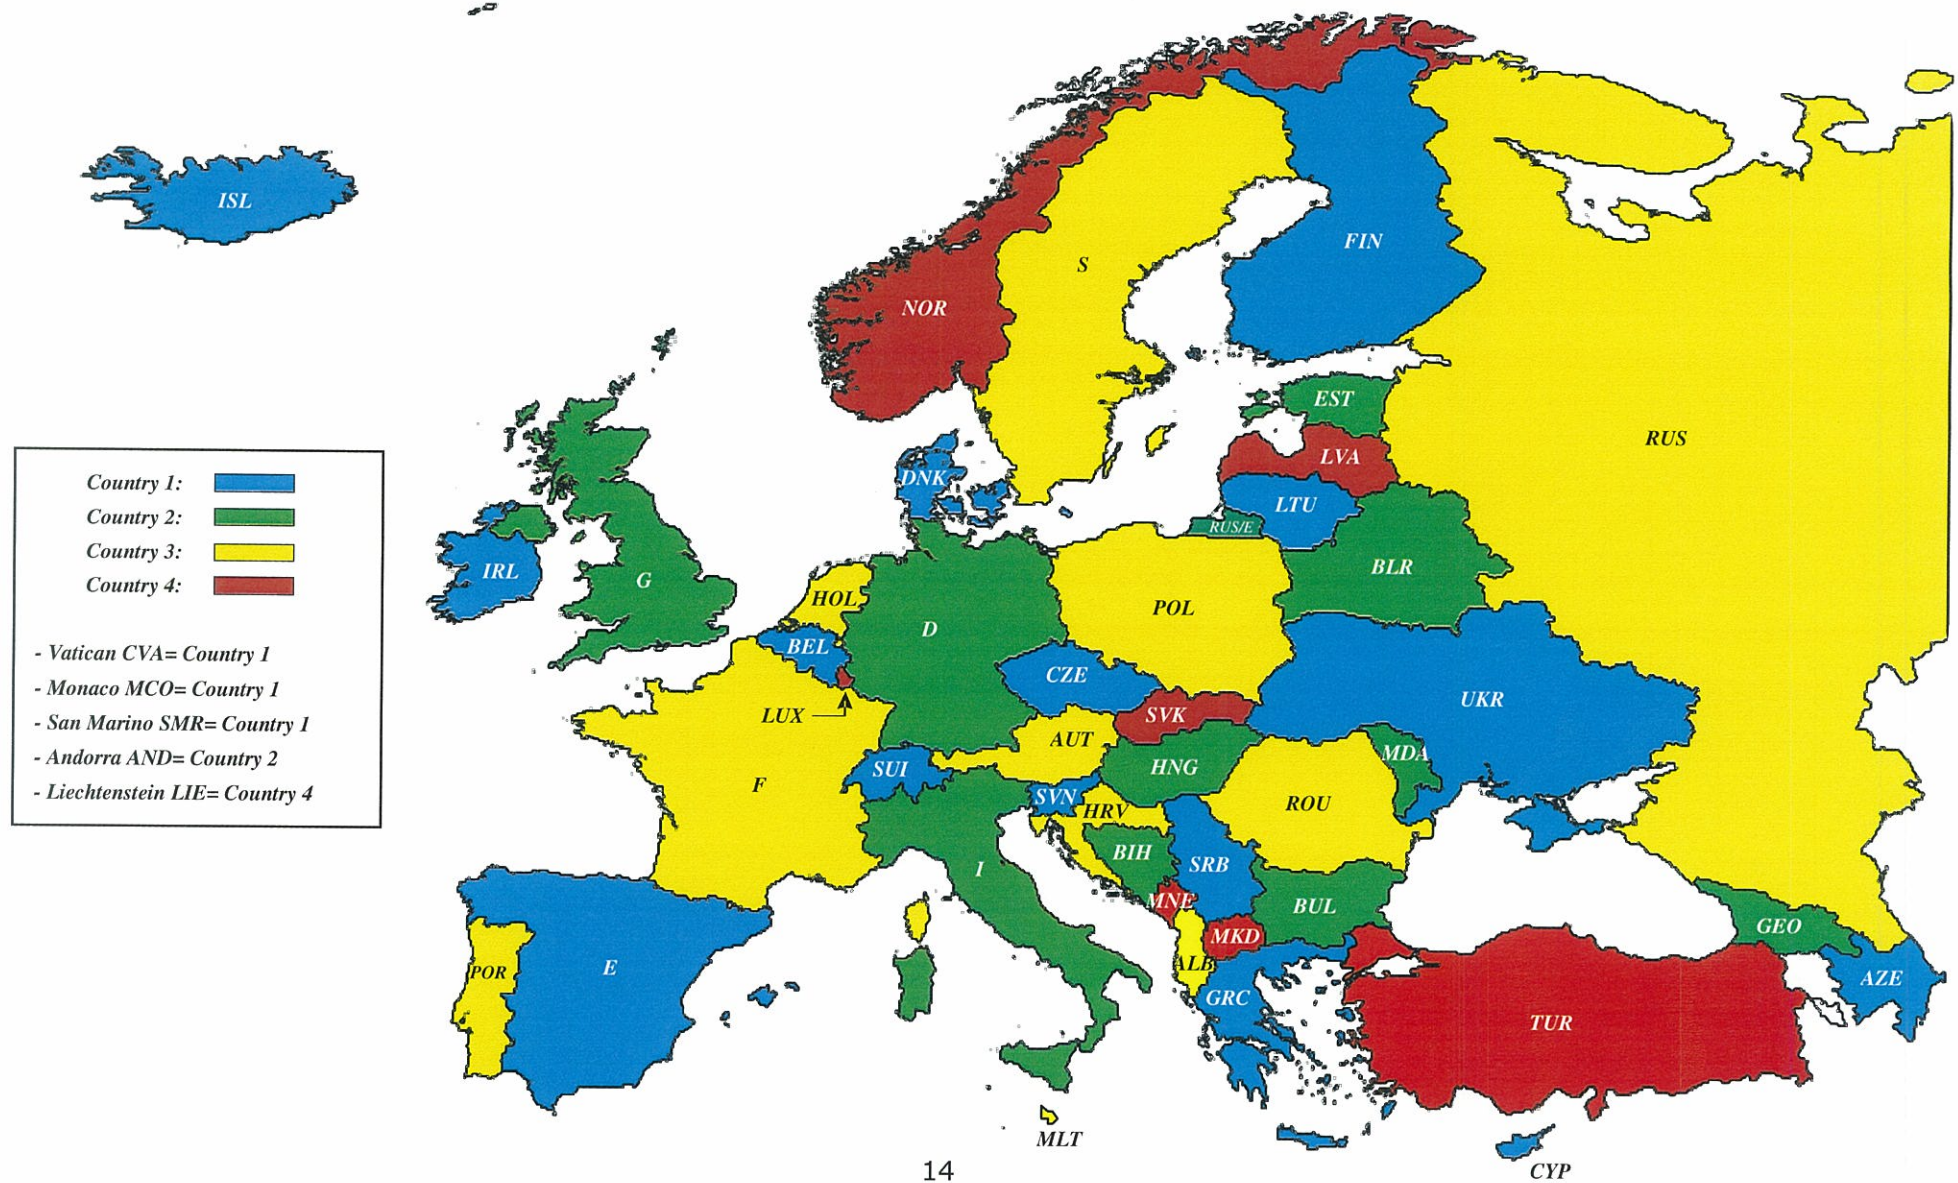 ISL
FIN
S
NOR
EST
RUS
LVA
DNK
LTU
RUS/E
Country 1:
Country 2:
Country 3:
Country 4:
- Vatican CVA= Country 1
- Monaco MCO= Country 1
- San Marino SMR= Country 1
- Andorra AND= Country 2
- Liechtenstein LIE= Country 4
IRL
G
BLR
HOL
POL
D
BEL
CZE
UKR
LUX
SVK
AUT
MDA
SUI
HNG
F
SVN
HRV
ROU
BIH
SRB
I
MNE
BUL
GEO
MKD
ALB
POR
E
AZE
GRC
TUR
MLT
CYP
14